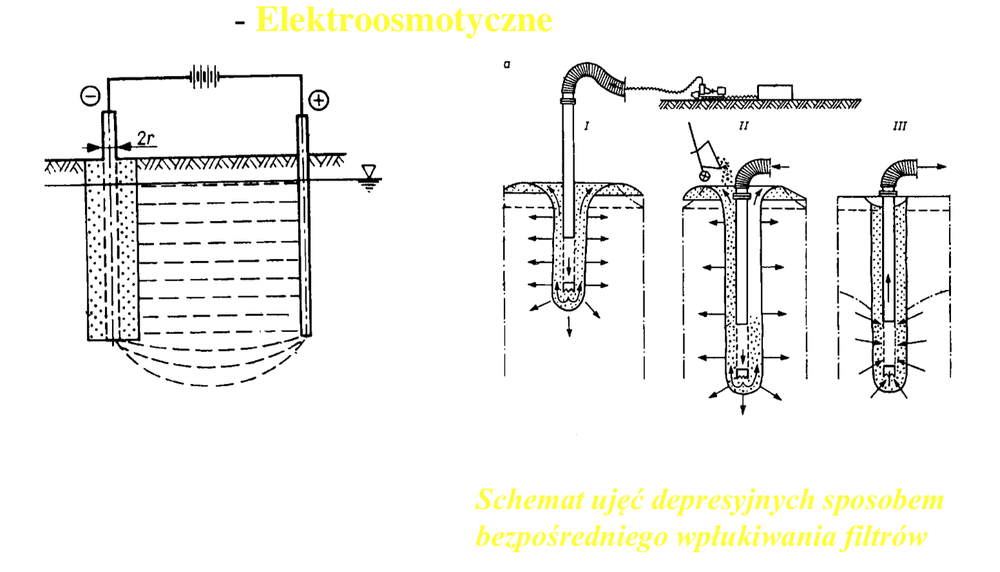 - Elektroosmotyczne
a
− +
2r
I II III
Schemat ujęć depresyjnych sposobem
bezpośredniego wpłukiwania filtrów